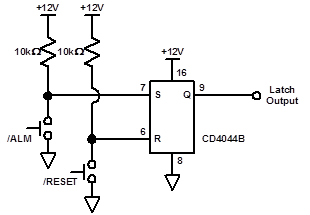 +12V +12V
10kΩ 10kΩ +12V
16
7 S Q 9 Latch
Output
6 R CD4044B
/ALM
8
/RESET